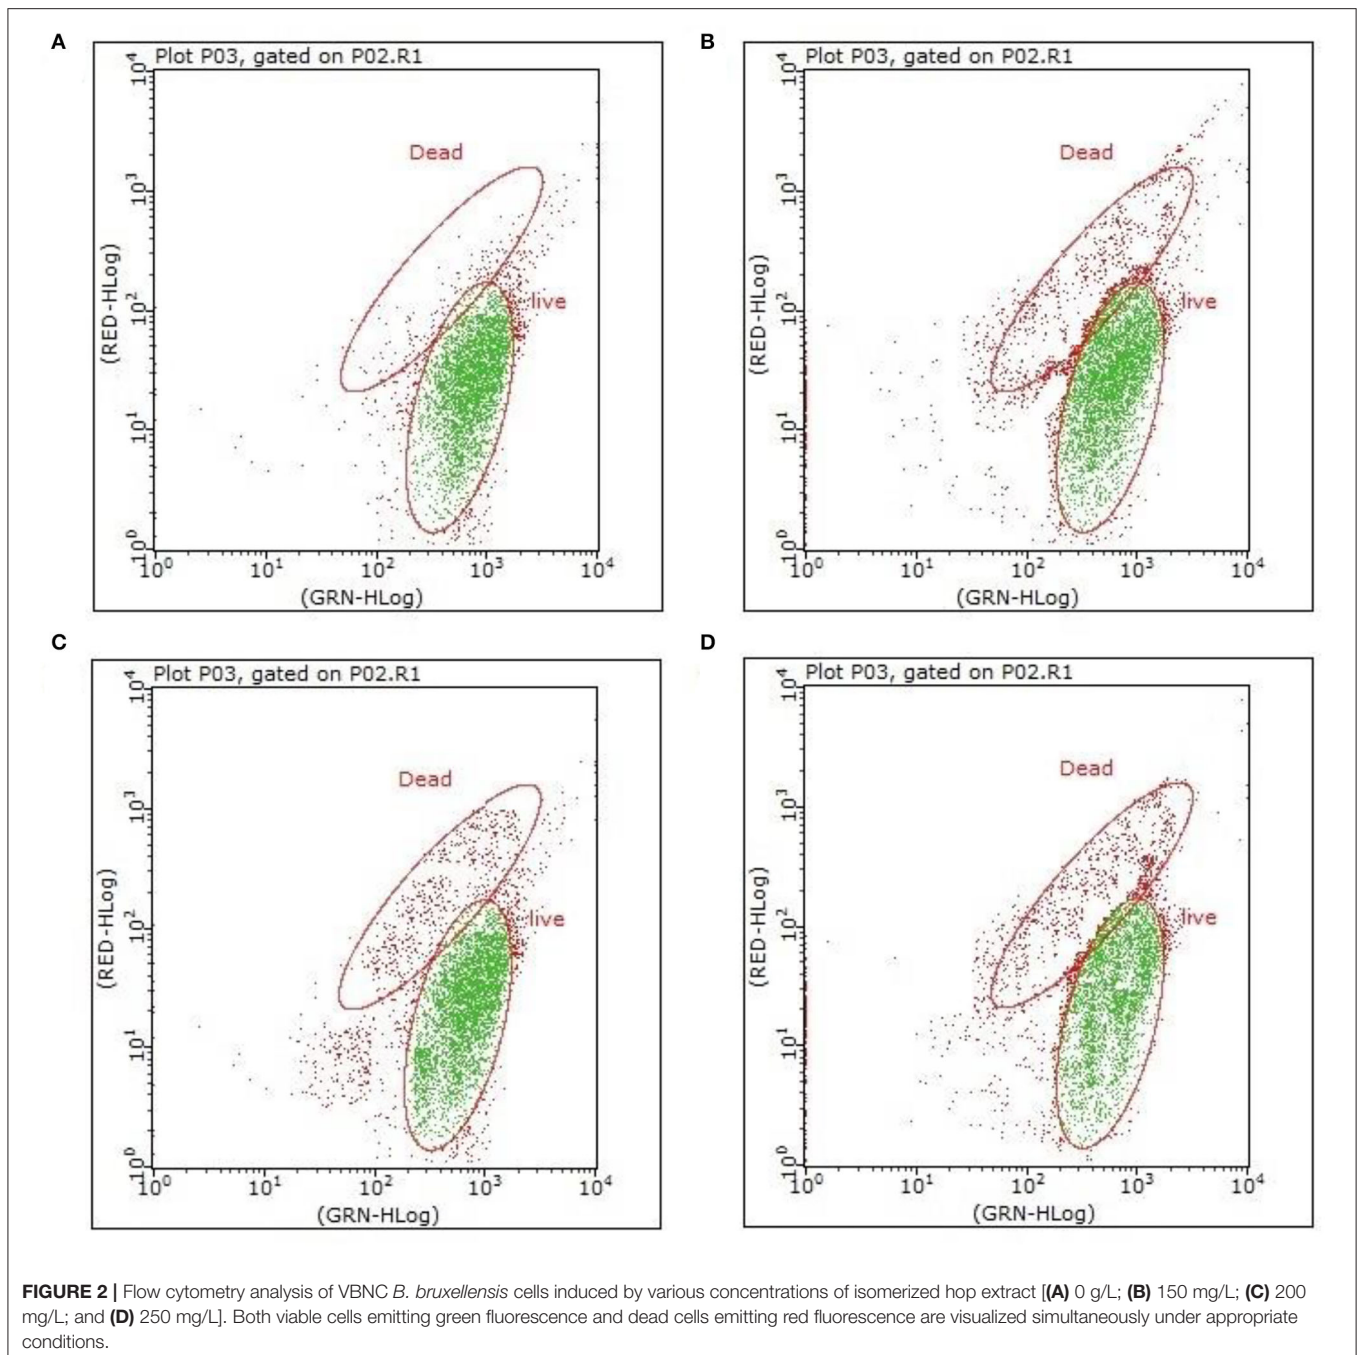 A
Plot P03, gated on P02.R1
10^4
10^3
10^2
10^1
10^0
(RED-HLog)
Dead
live
10^0 10^1 10^2 10^3 10^4
(GRN-HLog)
B
Plot P03, gated on P02.R1
10^4
10^3
10^2
10^1
10^0
(RED-HLog)
Dead
live
10^0 10^1 10^2 10^3 10^4
(GRN-HLog)
C
Plot P03, gated on P02.R1
10^4
10^3
10^2
10^1
10^0
(RED-HLog)
Dead
live
10^0 10^1 10^2 10^3 10^4
(GRN-HLog)
D
Plot P03, gated on P02.R1
10^4
10^3
10^2
10^1
10^0
(RED-HLog)
Dead
live
10^0 10^1 10^2 10^3 10^4
(GRN-HLog)
FIGURE 2 | Flow cytometry analysis of VBNC B. bruxellensis cells induced by various concentrations of isomerized hop extract [(A) 0 g/L; (B) 150 mg/L; (C) 200
mg/L; and (D) 250 mg/L]. Both viable cells emitting green fluorescence and dead cells emitting red fluorescence are visualized simultaneously under appropriate
conditions.